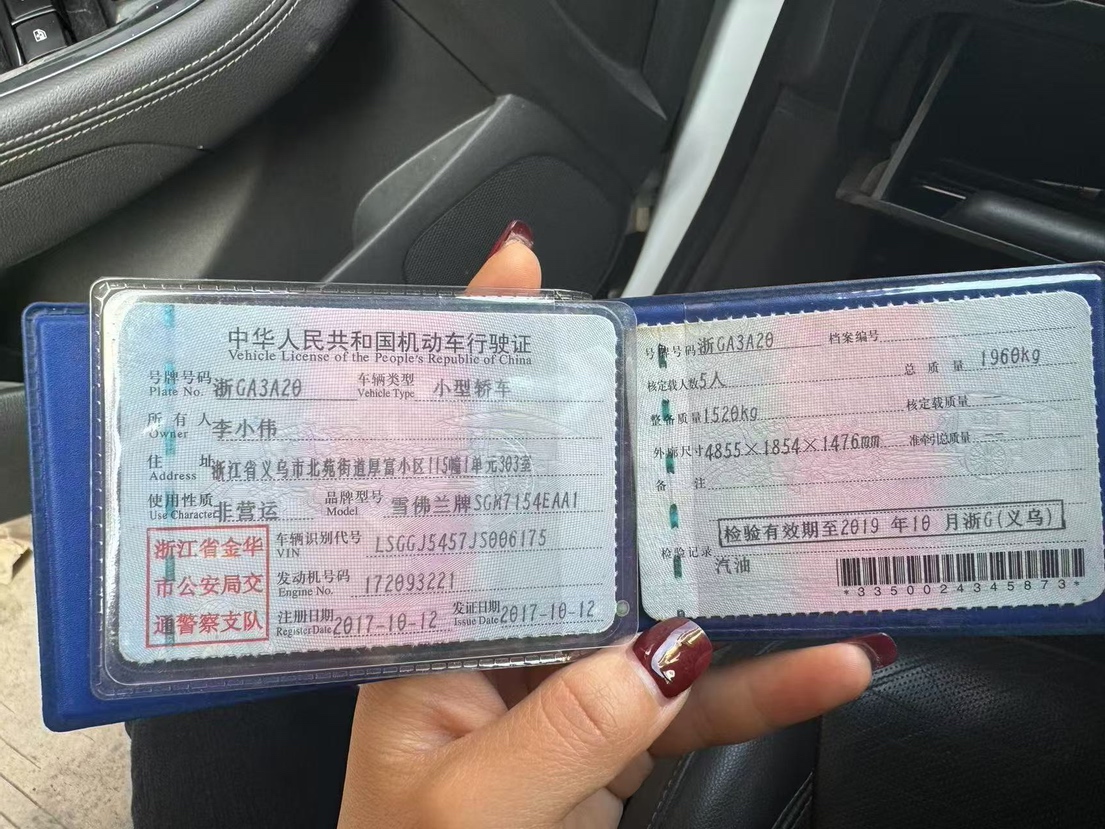 中华人民共和国机动车行驶证
Vehicle License of the People's Republic of China
号牌号码 浙GA3A20 车辆类型 小型轿车
Plate No. Vehicle Type
所有人 李小伟
Owner
住址 浙江省义乌市北苑街道厚富小区115幢1单元303室
Address
使用性质 非营运 品牌型号 雪佛兰牌SGM7154EAA1
Use Character Model
浙江省金华
市公安局交
通警察支队
车辆识别代号 LSGGJ5457JS006175
VIN
发动机号码 172093221
Engine No.
注册日期 2017-10-12 发证日期 2017-10-12
Register Date Issue Date
号牌号码 浙GA3A20 档案编号
核定载人数 5人 总质量 1960kg
整备质量 1520kg 核定载质量 --
外廓尺寸 4855×1854×1476mm 准牵引总质量 --
备注
检验有效期至2019年10月浙G(义乌)
检验记录
汽油
*3350024345873*